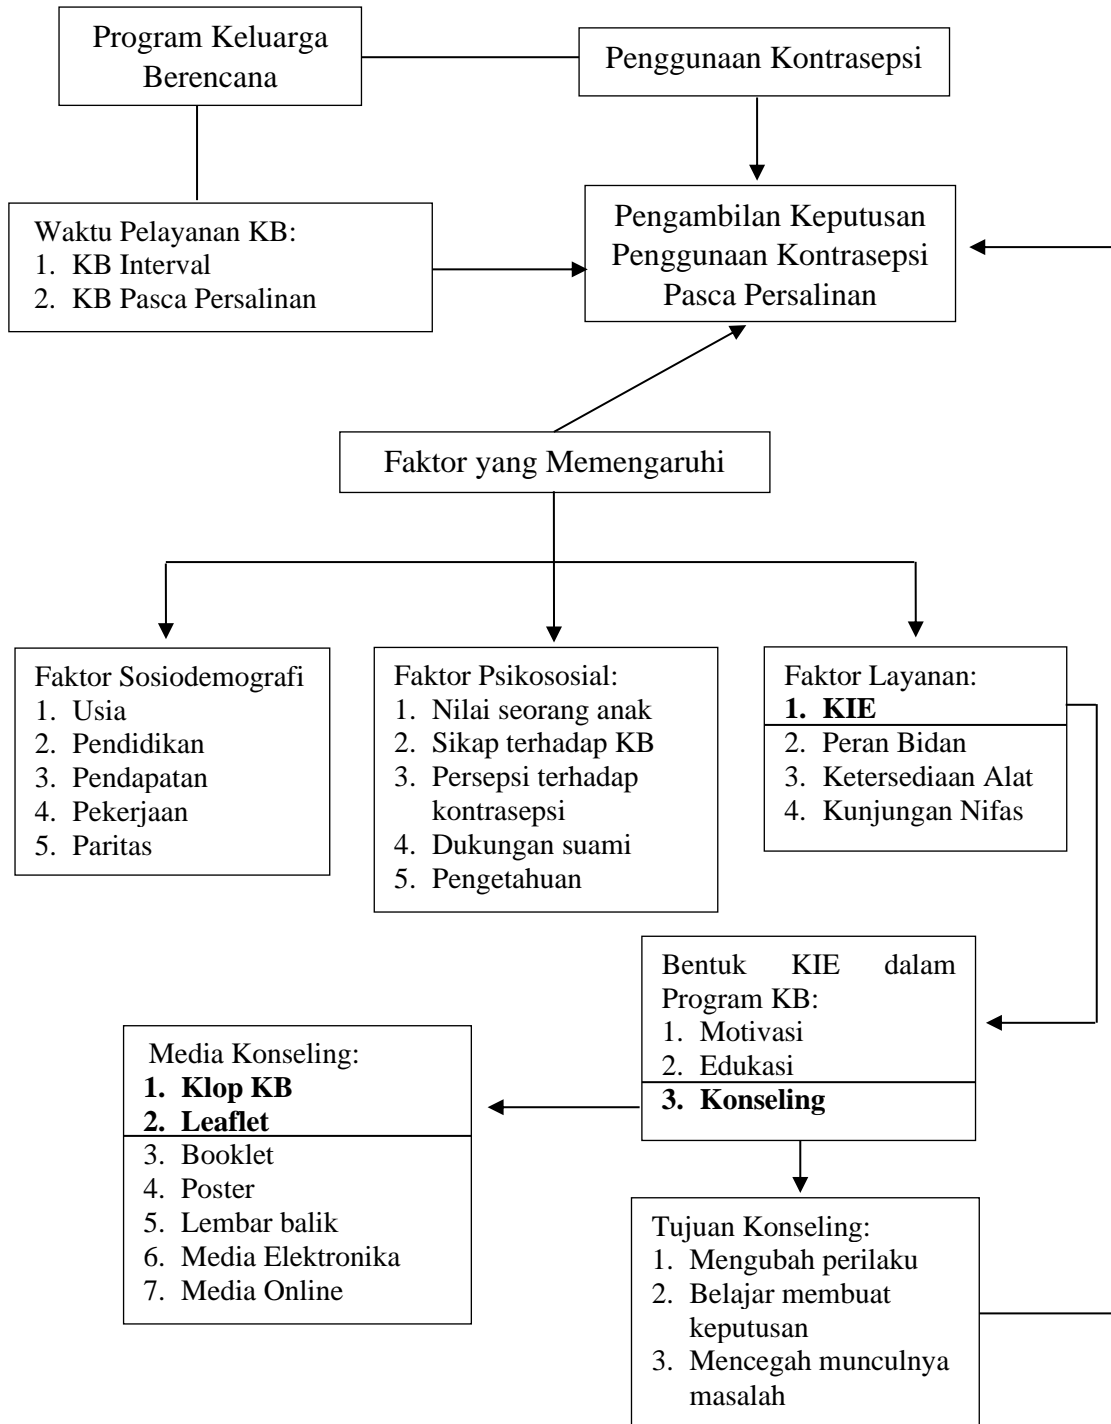 Program Keluarga
Berencana
Penggunaan Kontrasepsi
Waktu Pelayanan KB:
1. KB Interval
2. KB Pasca Persalinan
Pengambilan Keputusan
Penggunaan Kontrasepsi
Pasca Persalinan
Faktor yang Memengaruhi
Faktor Sosiodemografi
1. Usia
2. Pendidikan
3. Pendapatan
4. Pekerjaan
5. Paritas
Faktor Psikososial:
1. Nilai seorang anak
2. Sikap terhadap KB
3. Persepsi terhadap
kontrasepsi
4. Dukungan suami
5. Pengetahuan
Faktor Layanan:
1. KIE
2. Peran Bidan
3. Ketersediaan Alat
4. Kunjungan Nifas
Bentuk KIE dalam
Program KB:
1. Motivasi
2. Edukasi
3. Konseling
Media Konseling:
1. Klop KB
2. Leaflet
3. Booklet
4. Poster
5. Lembar balik
6. Media Elektronika
7. Media Online
Tujuan Konseling:
1. Mengubah perilaku
2. Belajar membuat
keputusan
3. Mencegah munculnya
masalah